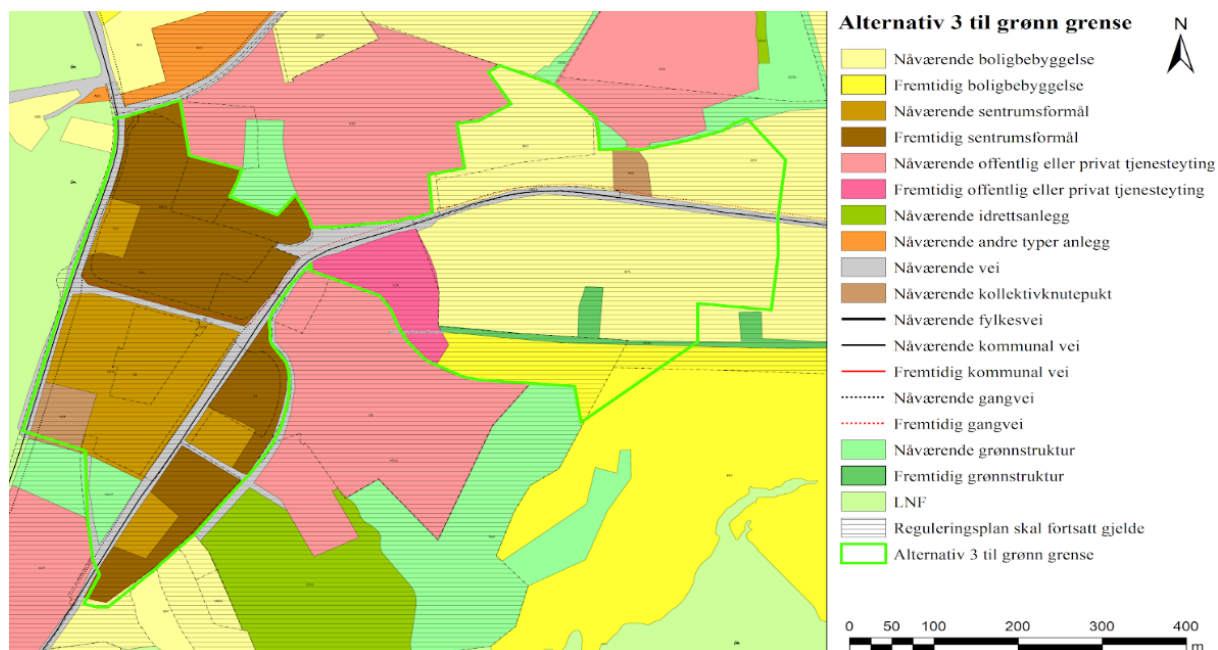 Alternativ 3 til grønn grense
N
Nåværende boligbebyggelse
Fremtidig boligbebyggelse
Nåværende sentrumsformål
Fremtidig sentrumsformål
Nåværende offentlig eller privat tjenesteyting
Fremtidig offentlig eller privat tjenesteyting
Nåværende idrettsanlegg
Nåværende andre typer anlegg
Nåværende vei
Nåværende kollektivknutepukt
Nåværende fylkesvei
Nåværende kommunal vei
Fremtidig kommunal vei
Nåværende gangvei
Fremtidig gangvei
Nåværende grønnstruktur
Fremtidig grønnstruktur
LNF
Reguleringsplan skal fortsatt gjelde
Alternativ 3 til grønn grense
0 50 100 200 300 400
m